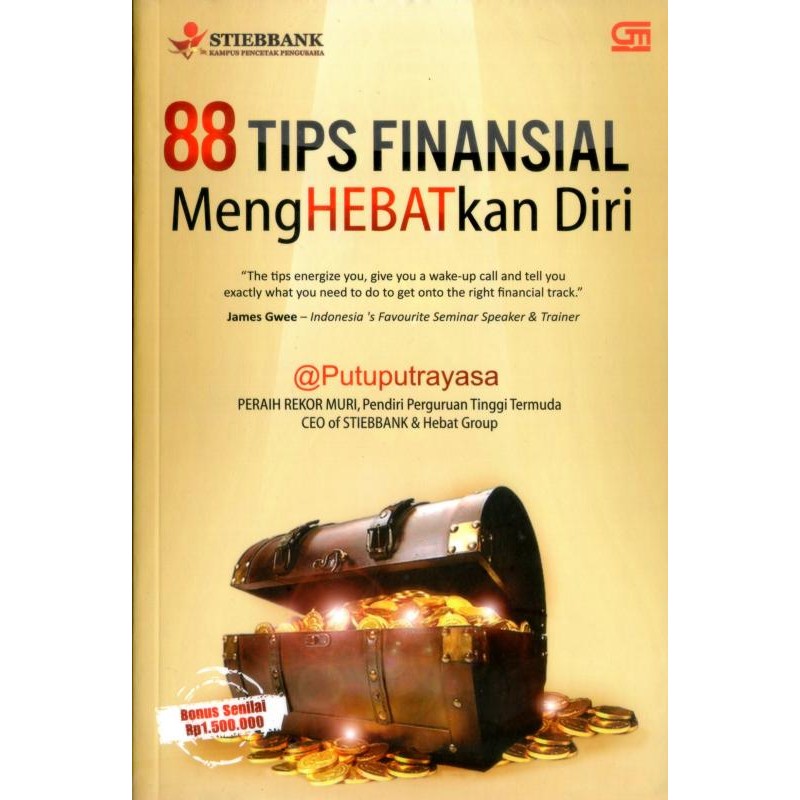 STIEBBANK
KAMPUS PENCETAK PENGUSAHA
GM
88 TIPS FINANSIAL
MengHEBATkan Diri
“The tips energize you, give you a wake-up call and tell you
exactly what you need to do to get onto the right financial track.”
James Gwee – Indonesia 's Favourite Seminar Speaker & Trainer
@Putuputrayasa
PERAIH REKOR MURI, Pendiri Perguruan Tinggi Termuda
CEO of STIEBBANK & Hebat Group
Bonus Senilai
Rp1.500.000